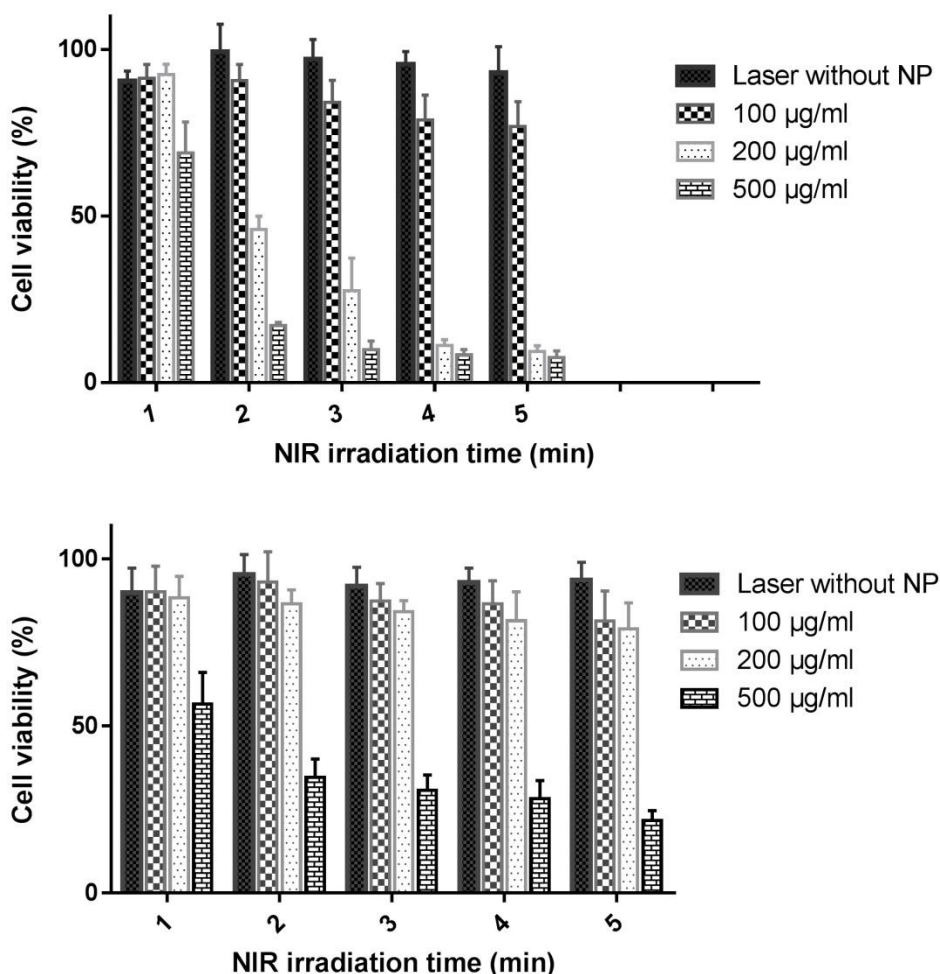 Cell viability (%)
100
50
0
1 2 3 4 5
NIR irradiation time (min)
Laser without NP
100 µg/ml
200 µg/ml
500 µg/ml
Cell viability (%)
100
50
0
1 2 3 4 5
NIR irradiation time (min)
Laser without NP
100 µg/ml
200 µg/ml
500 µg/ml